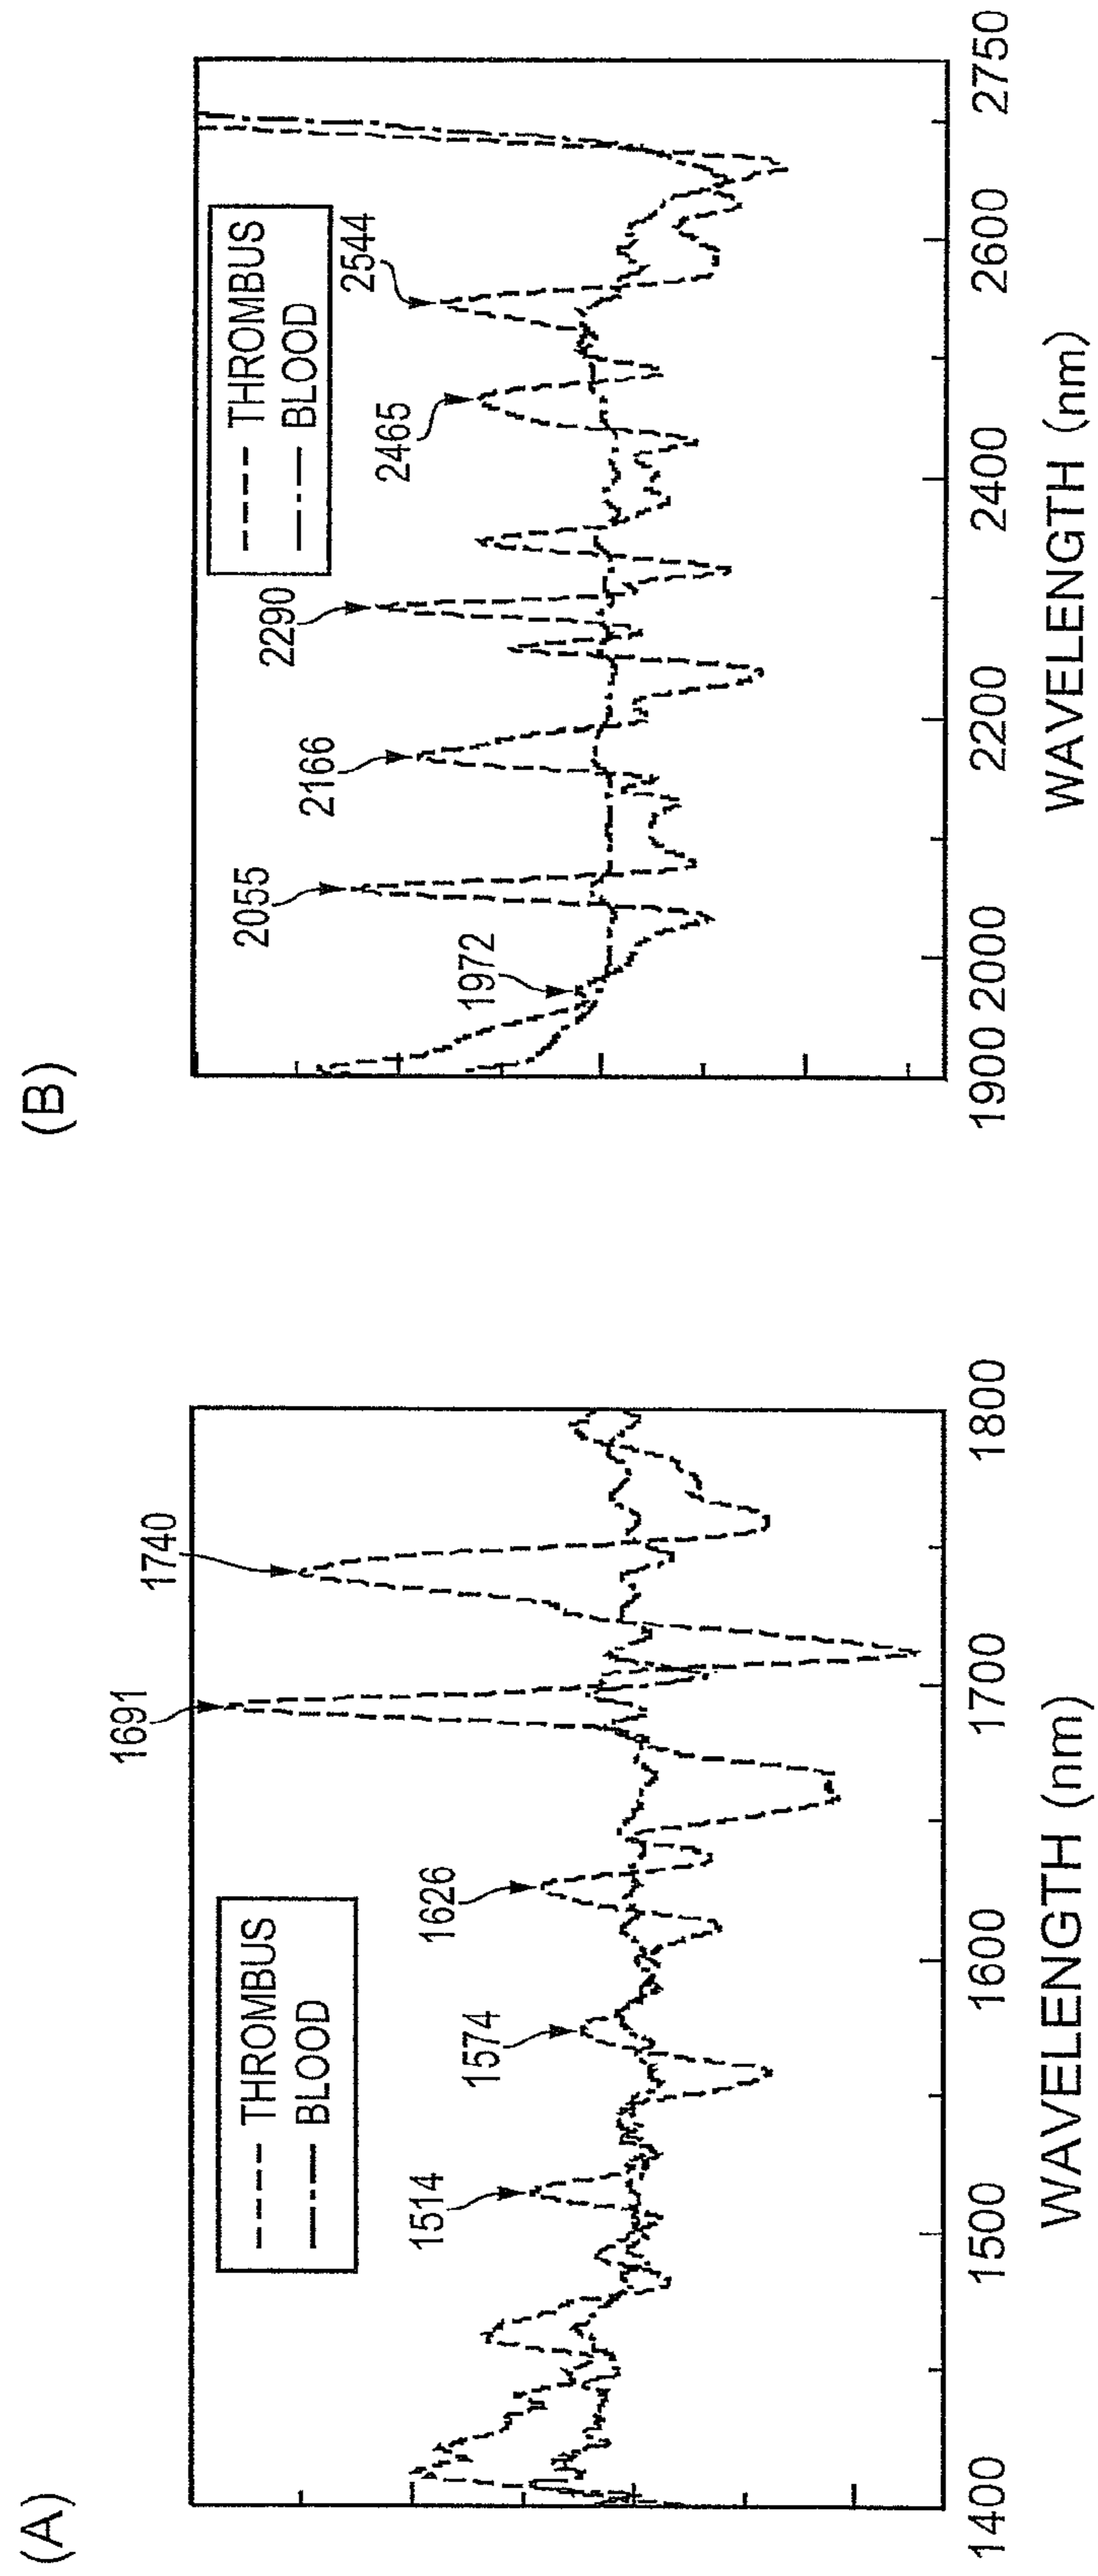 (A)
THROMBUS
BLOOD
1514
1574
1626
1691
1740
1400
1500
1600
1700
1800
WAVELENGTH (nm)
(B)
THROMBUS
BLOOD
1972
2055
2166
2290
2465
2544
1900
2000
2200
2400
2600
2750
WAVELENGTH (nm)